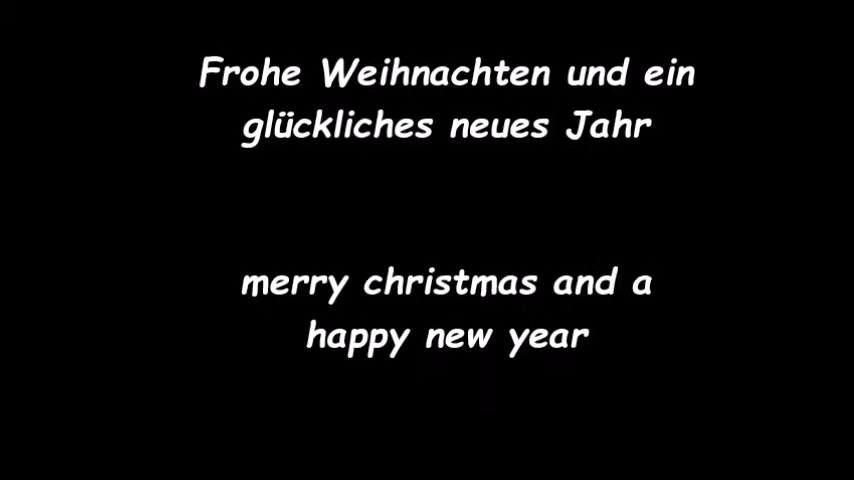 Frohe Weihnachten und ein
glückliches neues Jahr
merry christmas and a
happy new year